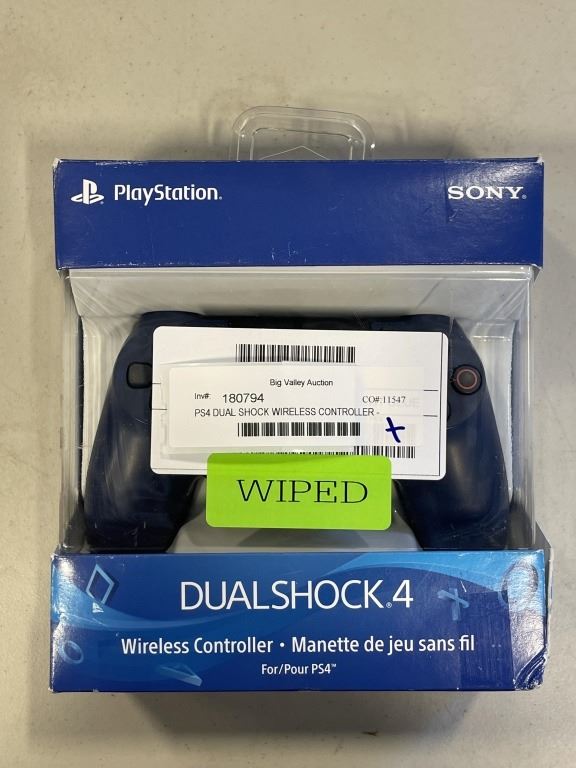 PlayStation®
SONY®
Big Valley Auction
Inv#: 180794 CO#:11547
PS4 DUAL SHOCK WIRELESS CONTROLLER -
WIPED
DUALSHOCK®4
Wireless Controller • Manette de jeu sans fil
For/Pour PS4™